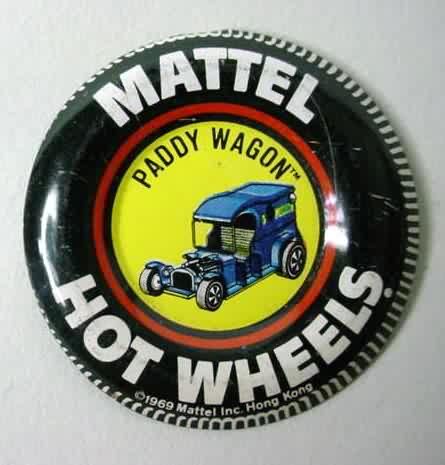 MATTEL
PADDY WAGON™
HOT WHEELS®
©1969 Mattel Inc. Hong Kong